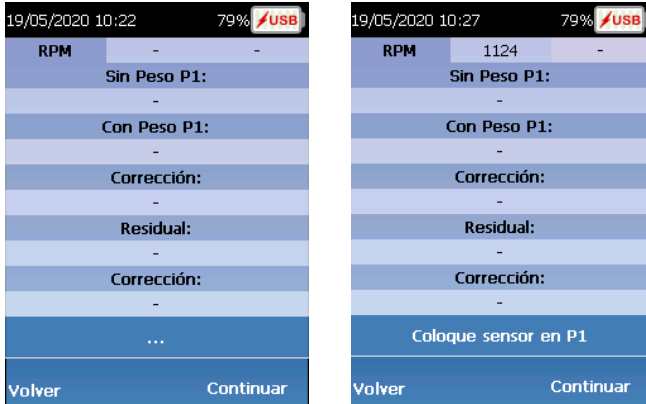 19/05/2020 10:22 79% USB
RPM - -
Sin Peso P1:
-
Con Peso P1:
-
Corrección:
-
Residual:
-
Corrección:
-
...
Volver Continuar
19/05/2020 10:27 79% USB
RPM 1124 -
Sin Peso P1:
-
Con Peso P1:
-
Corrección:
-
Residual:
-
Corrección:
-
Coloque sensor en P1
Volver Continuar